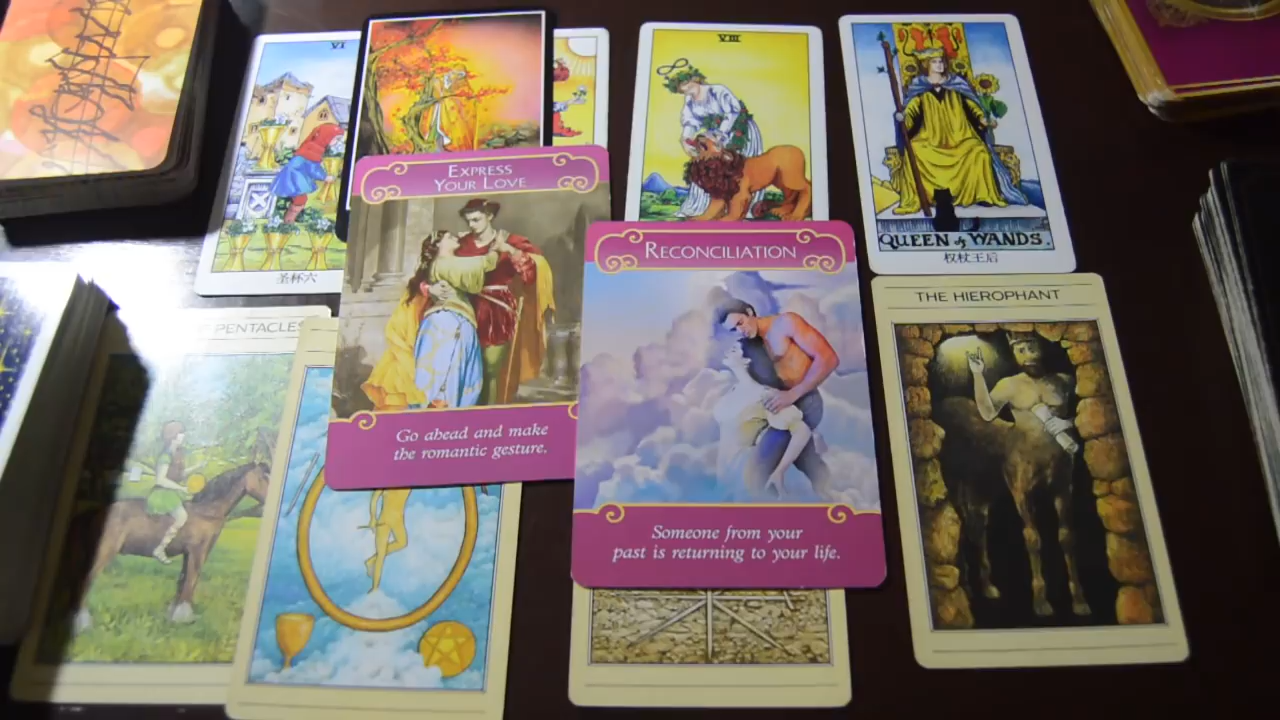 VI
圣杯六
VIII
QUEEN of WANDS.
权杖王后
EXPRESS
YOUR LOVE
Go ahead and make
the romantic gesture.
RECONCILIATION
Someone from your
past is returning to your life.
PENTACLES
THE HIEROPHANT